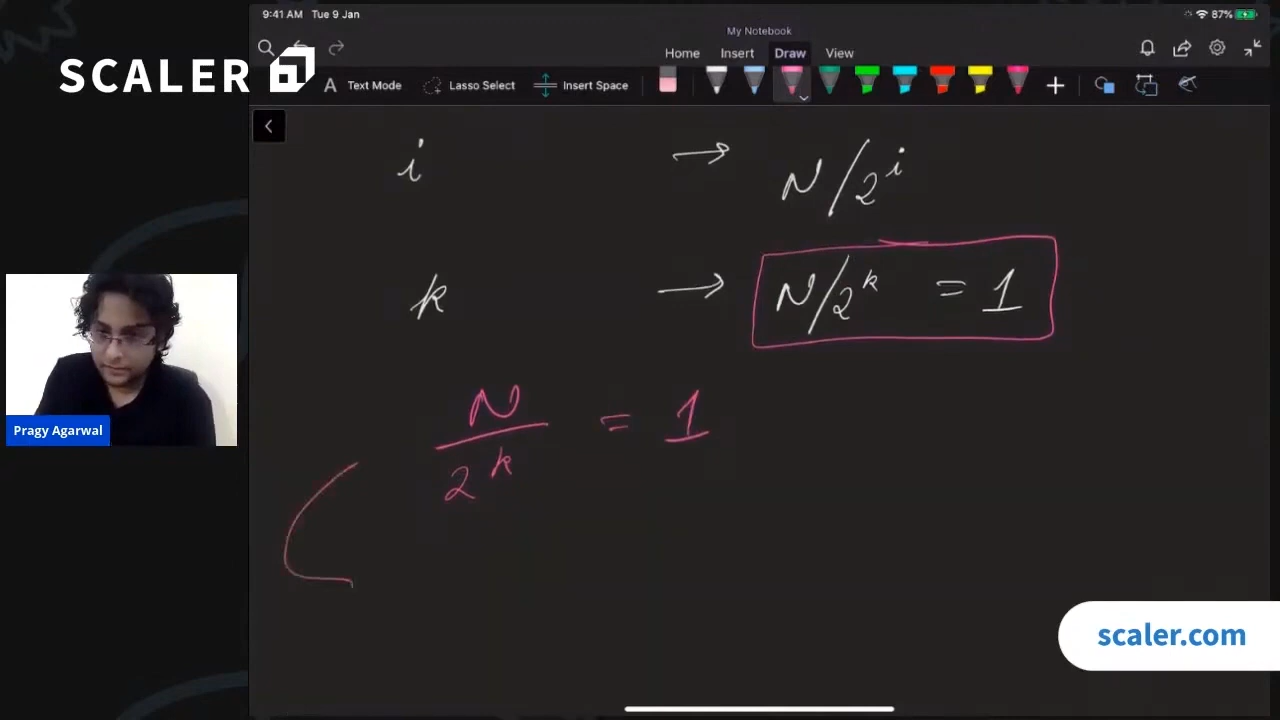 9:41 AM Tue 9 Jan
87%
My Notebook
SCALER
Home Insert Draw View
Text Mode Lasso Select Insert Space
i → N/2^i
k → N/2^k = 1
N/2^k = 1
Pragy Agarwal
scaler.com